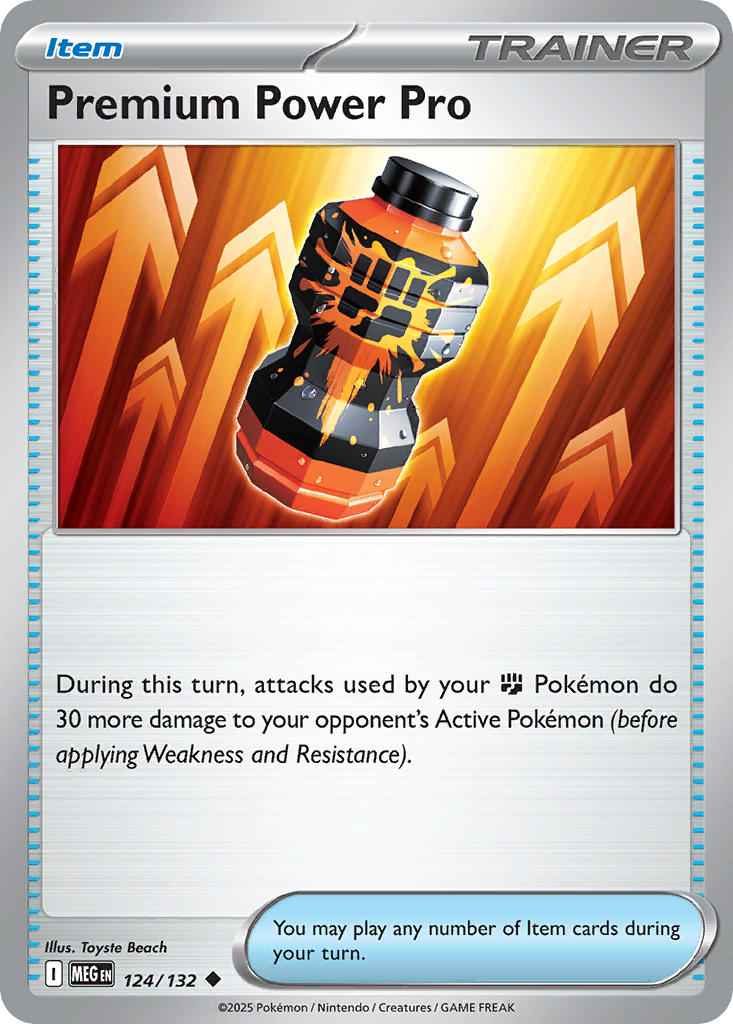 Item
TRAINER
Premium Power Pro
During this turn, attacks used by your Pokémon do
30 more damage to your opponent's Active Pokémon (before
applying Weakness and Resistance).
You may play any number of Item cards during
your turn.
Illus. Toyste Beach
I MEG EN 124/132
©2025 Pokémon / Nintendo / Creatures / GAME FREAK